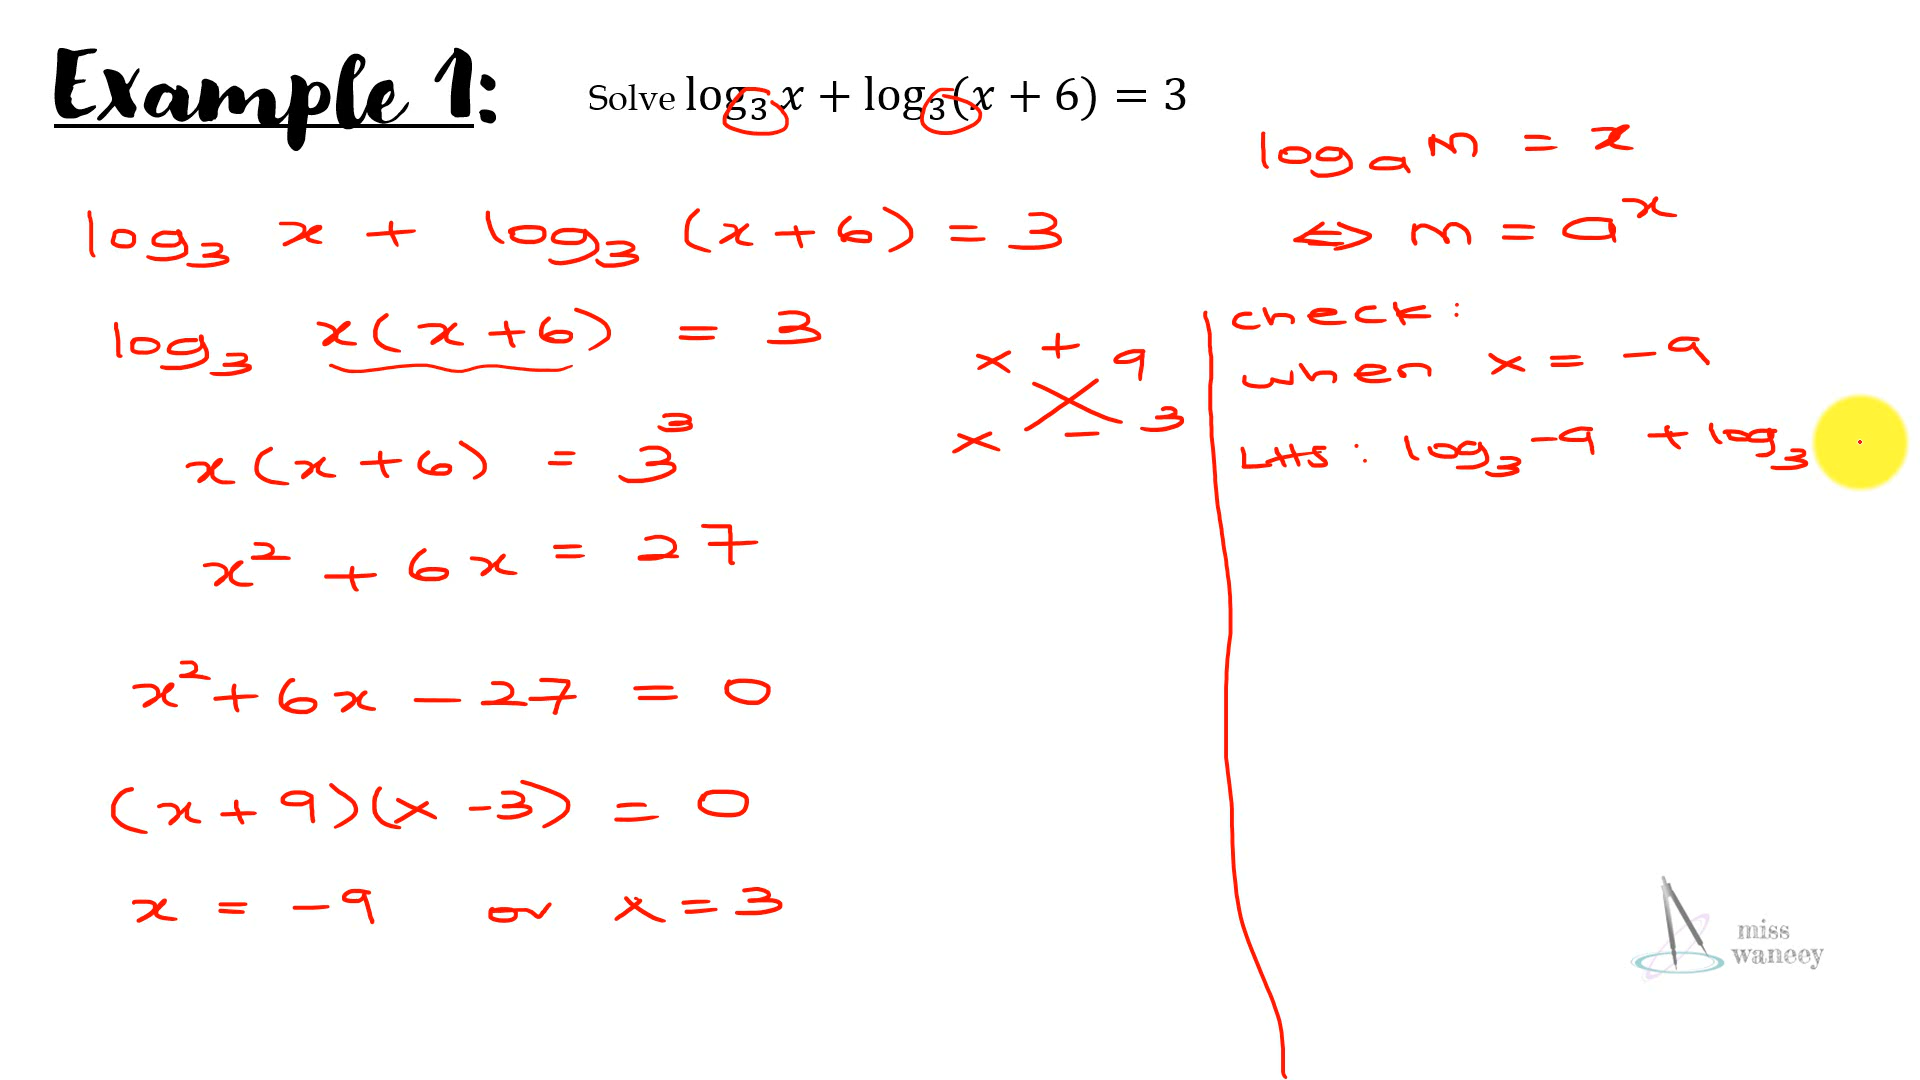 Example 1:
Solve log₃ x + log₃(x + 6) = 3
log₃ x + log₃ (x + 6) = 3
log₃ x(x + 6) = 3
x(x + 6) = 3³
x² + 6x = 27
x² + 6x − 27 = 0
(x + 9)(x − 3) = 0
x = −9 or x = 3
x + 9
x − 3
logₐ m = x
⇔ m = aˣ
check:
when x = −9
LHS: log₃ −9 + log₃
miss
waneey